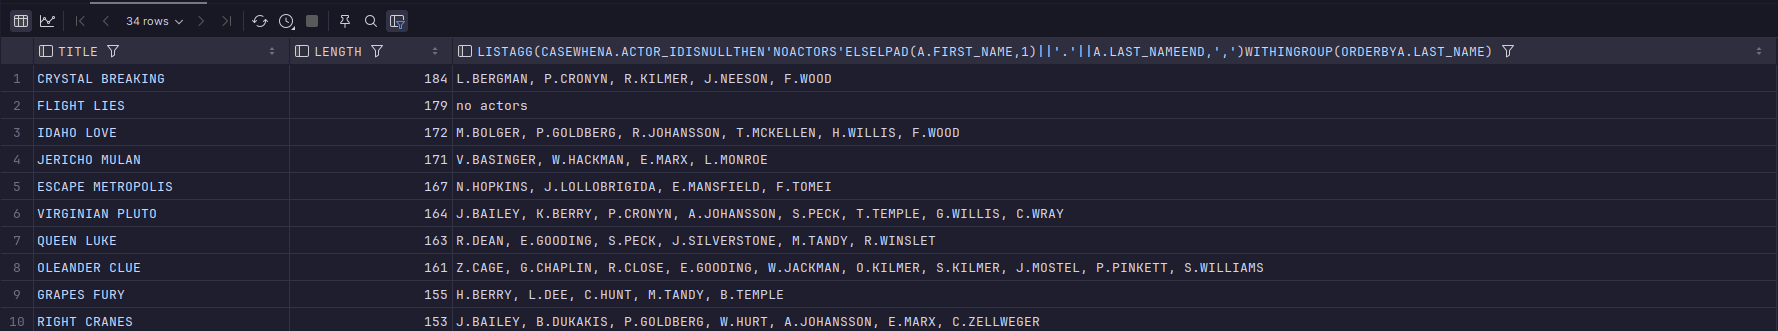 34 rows
TITLE LENGTH LISTAGG(CASEWHENA.ACTOR_IDISNULLTHEN'NOACTORS'ELSELPAD(A.FIRST_NAME,1)||'.'||A.LAST_NAMEEND,',')WITHINGROUP(ORDERBYA.LAST_NAME)
1 CRYSTAL BREAKING 184 L.BERGMAN, P.CRONYN, R.KILMER, J.NEESON, F.WOOD
2 FLIGHT LIES 179 no actors
3 IDAHO LOVE 172 M.BOLGER, P.GOLDBERG, R.JOHANSSON, T.MCKELLEN, H.WILLIS, F.WOOD
4 JERICHO MULAN 171 V.BASINGER, W.HACKMAN, E.MARX, L.MONROE
5 ESCAPE METROPOLIS 167 N.HOPKINS, J.LOLLOBRIGIDA, E.MANSFIELD, F.TOMEI
6 VIRGINIAN PLUTO 164 J.BAILEY, K.BERRY, P.CRONYN, A.JOHANSSON, S.PECK, T.TEMPLE, G.WILLIS, C.WRAY
7 QUEEN LUKE 163 R.DEAN, E.GOODING, S.PECK, J.SILVERSTONE, M.TANDY, R.WINSLET
8 OLEANDER CLUE 161 Z.CAGE, G.CHAPLIN, R.CLOSE, E.GOODING, W.JACKMAN, O.KILMER, S.KILMER, J.MOSTEL, P.PINKETT, S.WILLIAMS
9 GRAPES FURY 155 H.BERRY, L.DEE, C.HUNT, M.TANDY, B.TEMPLE
10 RIGHT CRANES 153 J.BAILEY, B.DUKAKIS, P.GOLDBERG, W.HURT, A.JOHANSSON, E.MARX, C.ZELLWEGER